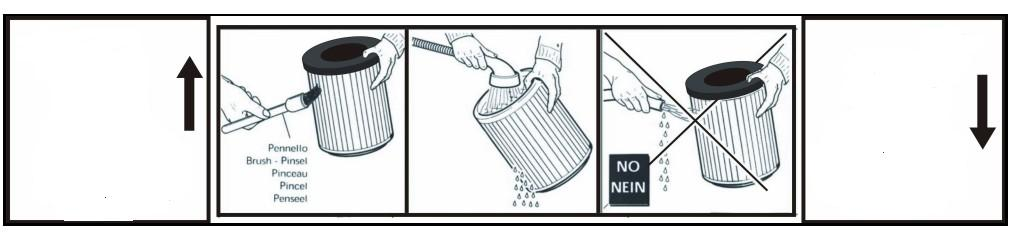 Pennello
Brush - Pinsel
Pinceau
Pincel
Penseel
NO
NEIN